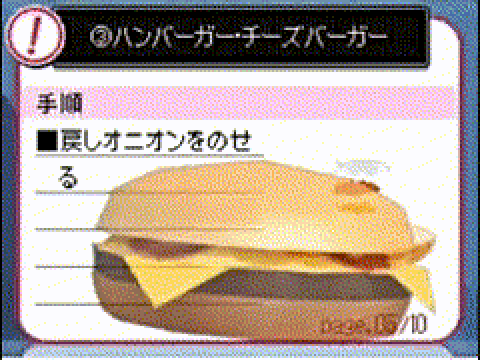 !
③ハンバーガー・チーズバーガー
手順
■戻しオニオンをのせ
る
page.05/10